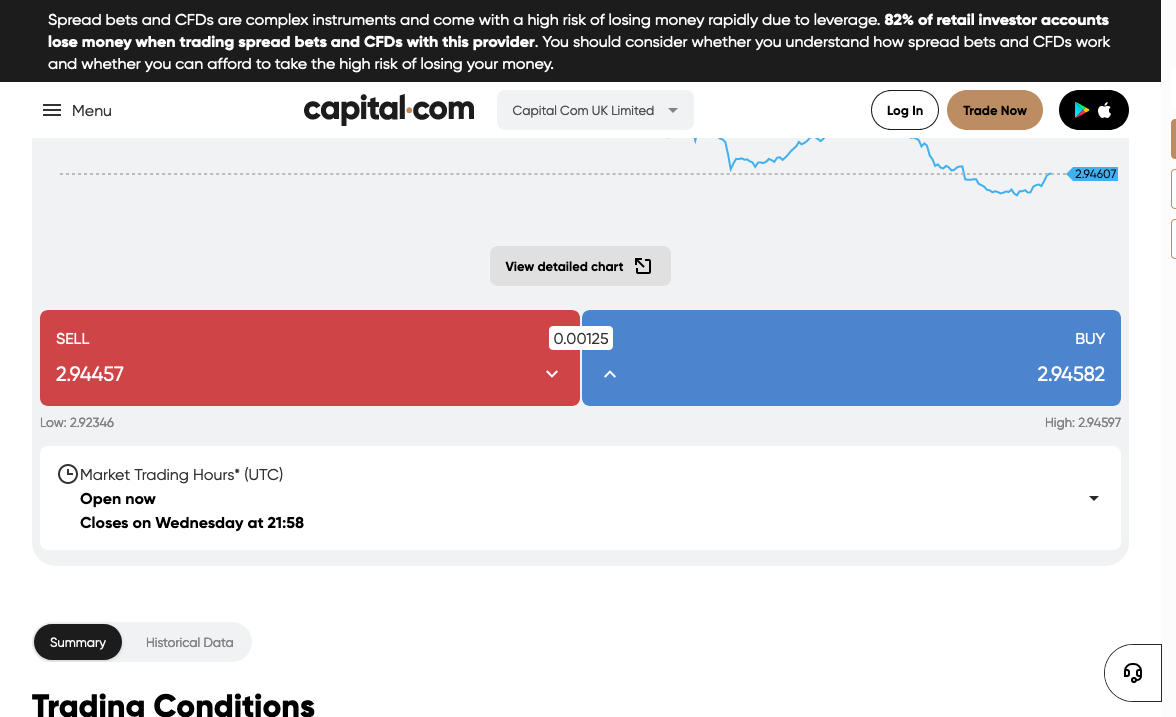 Spread bets and CFDs are complex instruments and come with a high risk of losing money rapidly due to leverage. 82% of retail investor accounts
lose money when trading spread bets and CFDs with this provider. You should consider whether you understand how spread bets and CFDs work
and whether you can afford to take the high risk of losing your money.
Menu
capital.com
Capital Com UK Limited
Log In
Trade Now
2.94607
View detailed chart
SELL
0.00125
BUY
2.94457
2.94582
Low: 2.92346
High: 2.94597
Market Trading Hours* (UTC)
Open now
Closes on Wednesday at 21:58
Summary
Historical Data
Trading Conditions